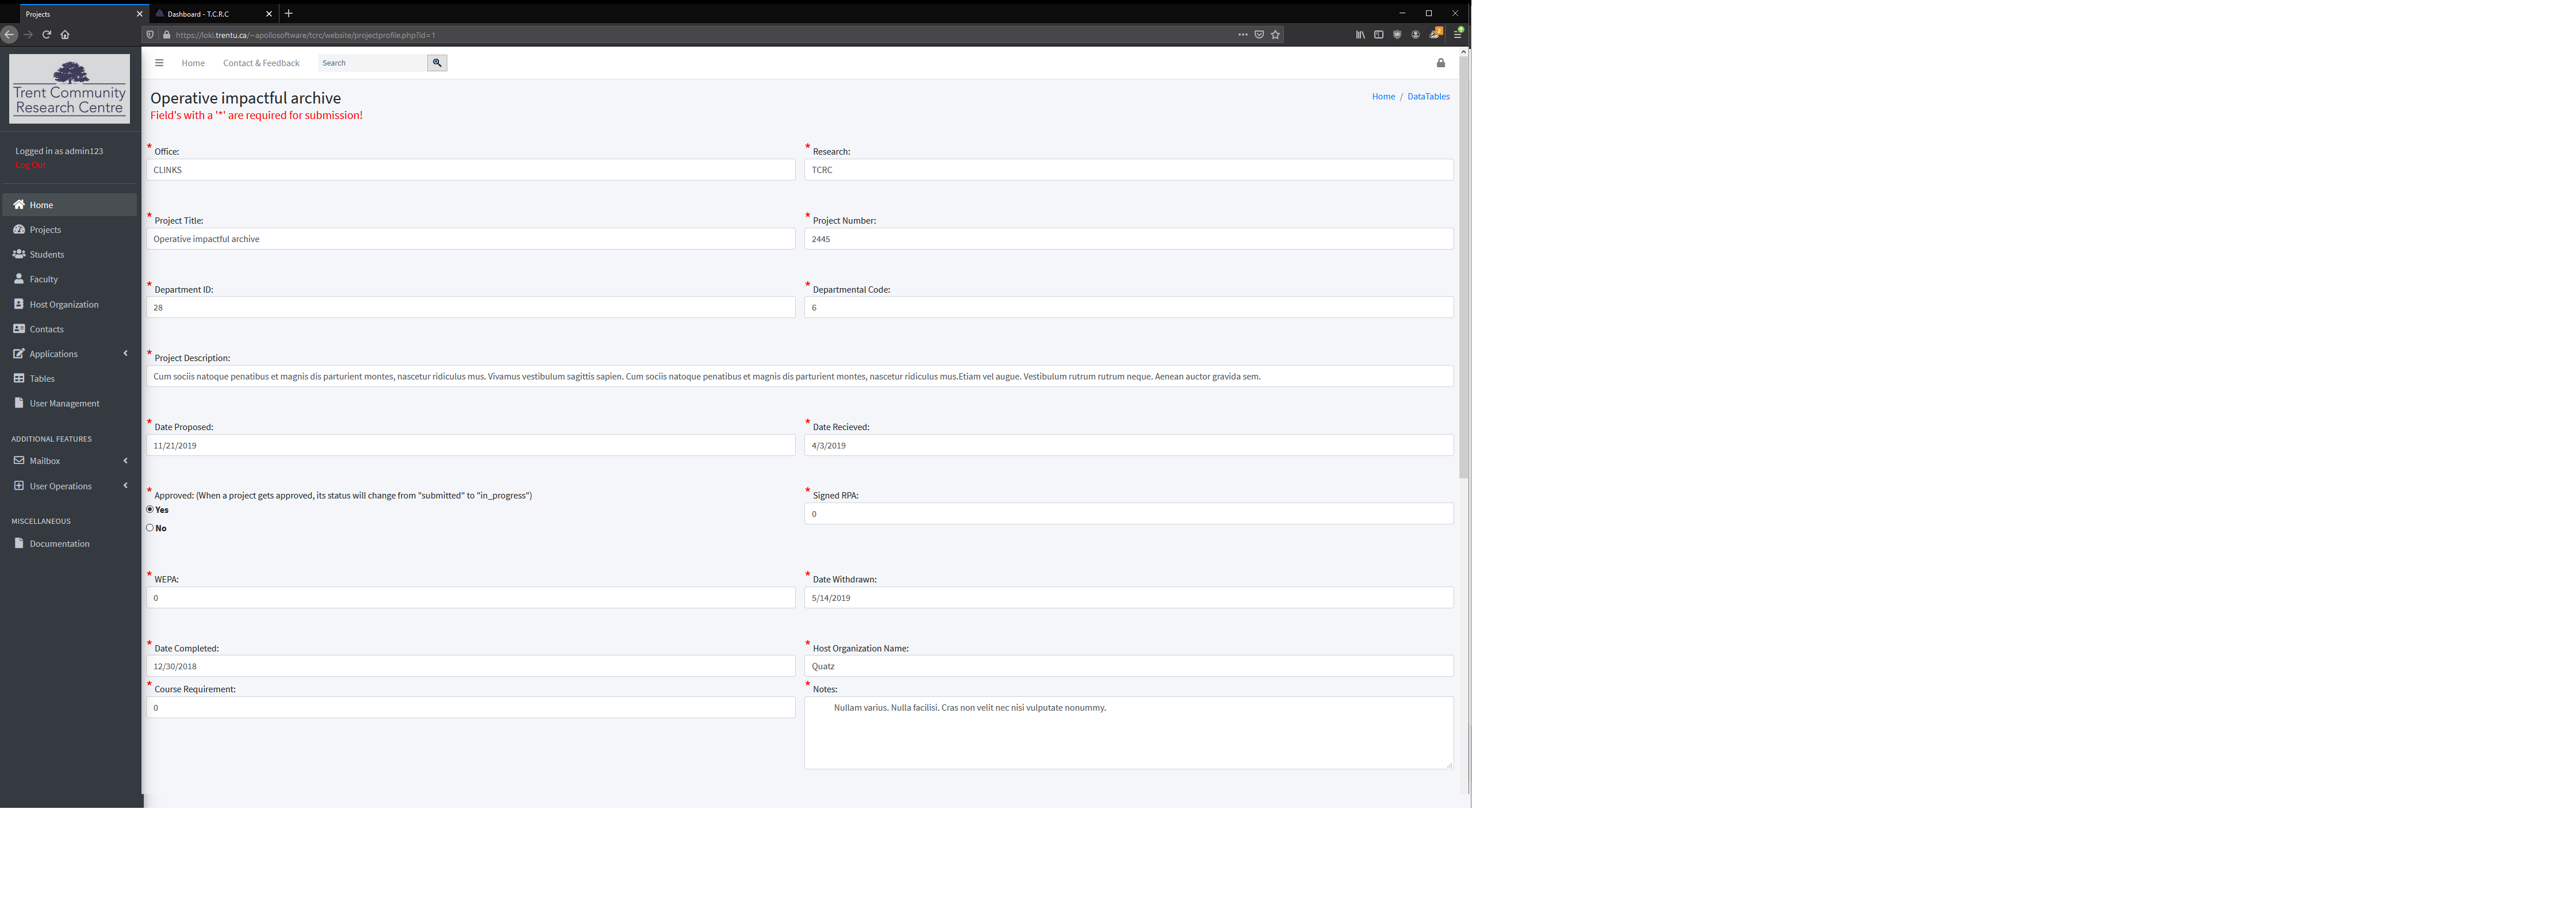 Projects
Dashboard - T.C.R.C
https://loki.trentu.ca/~apollosoftware/tcrc/website/projectprofile.php?id=1
Trent Community
Research Centre
Logged in as admin123
Log Out
Home
Projects
Students
Faculty
Host Organization
Contacts
Applications
Tables
User Management
ADDITIONAL FEATURES
Mailbox
User Operations
MISCELLANEOUS
Documentation
Home Contact & Feedback Search
Operative impactful archive
Home / DataTables
Field's with a '*' are required for submission!
* Office:
CLINKS
* Research:
TCRC
* Project Title:
Operative impactful archive
* Project Number:
2445
* Department ID:
28
* Departmental Code:
6
* Project Description:
Cum sociis natoque penatibus et magnis dis parturient montes, nascetur ridiculus mus. Vivamus vestibulum sagittis sapien. Cum sociis natoque penatibus et magnis dis parturient montes, nascetur ridiculus mus.Etiam vel augue. Vestibulum rutrum rutrum neque. Aenean auctor gravida sem.
* Date Proposed:
11/21/2019
* Date Recieved:
4/3/2019
* Approved: (When a project gets approved, its status will change from "submitted" to "in_progress")
Yes
No
* Signed RPA:
0
* WEPA:
0
* Date Withdrawn:
5/14/2019
* Date Completed:
12/30/2018
* Host Organization Name:
Quatz
* Course Requirement:
0
* Notes:
Nullam varius. Nulla facilisi. Cras non velit nec nisi vulputate nonummy.